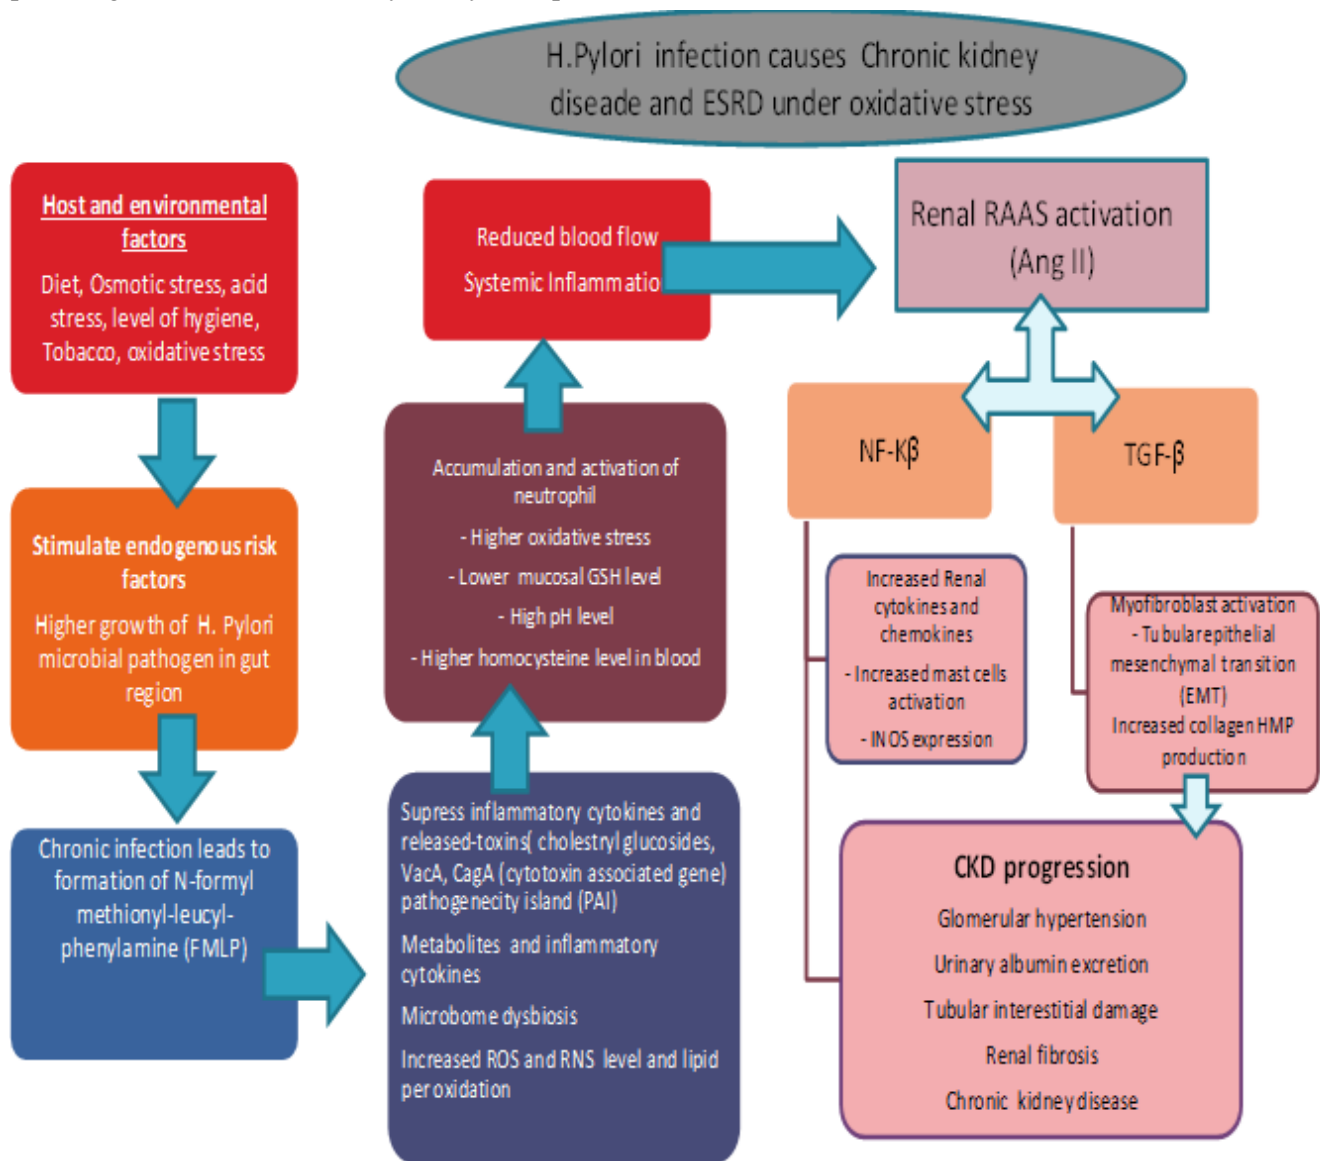 H.Pylori infection causes Chronic kidney
diseade and ESRD under oxidative stress
Host and environmental
factors
Diet, Osmotic stress, acid
stress, level of hygiene,
Tobacco, oxidative stress
Stimulate endogenous risk
factors
Higher growth of H. Pylori
microbial pathogen in gut
region
Chronic infection leads to
formation of N-formyl
methionyl-leucyl-
phenylamine (FMLP)
Supress inflammatory cytokines and
released-toxins( cholestryl glucosides,
VacA, CagA (cytotoxin associated gene)
pathogenecity island (PAI)
Metabolites and inflammatory
cytokines
Microbome dysbiosis
Increased ROS and RNS level and lipid
per oxidation
Accumulation and activation of
neutrophil
- Higher oxidative stress
- Lower mucosal GSH level
- High pH level
- Higher homocysteine level in blood
Reduced blood flow
Systemic Inflammatio
Renal RAAS activation
(Ang II)
NF-Kβ
TGF-β
Increased Renal
cytokines and
chemokines
- Increased mast cells
activation
- INOS expression
Myofibroblast activation
- Tubular epithelial
mesenchymal transition
(EMT)
Increased collagen HMP
production
CKD progression
Glomerular hypertension
Urinary albumin excretion
Tubular interestitial damage
Renal fibrosis
Chronic kidney disease